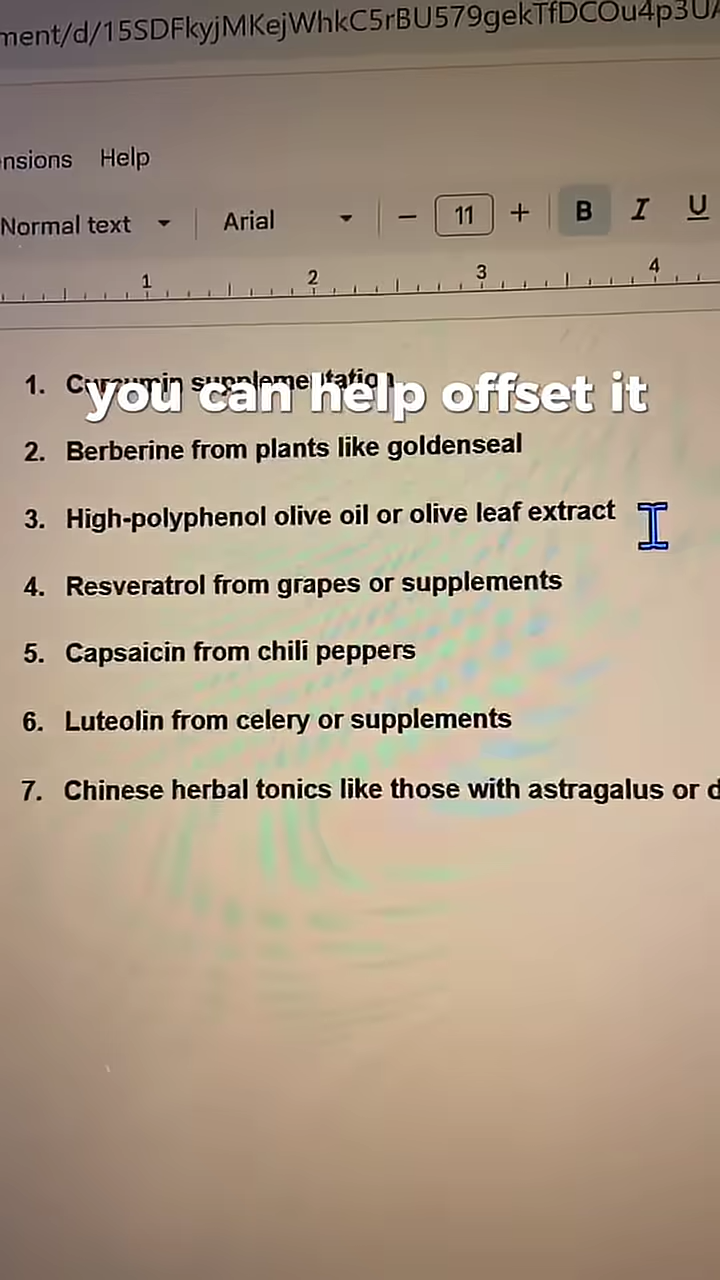 ment/d/15SDFkyjMKejWhkC5rBU579gekTfDCOu4p3U
nsions Help
Normal text Arial − 11 + B I U
1 2 3 4
1. Curcumin supplementation
you can help offset it
2. Berberine from plants like goldenseal
3. High-polyphenol olive oil or olive leaf extract
4. Resveratrol from grapes or supplements
5. Capsaicin from chili peppers
6. Luteolin from celery or supplements
7. Chinese herbal tonics like those with astragalus or d